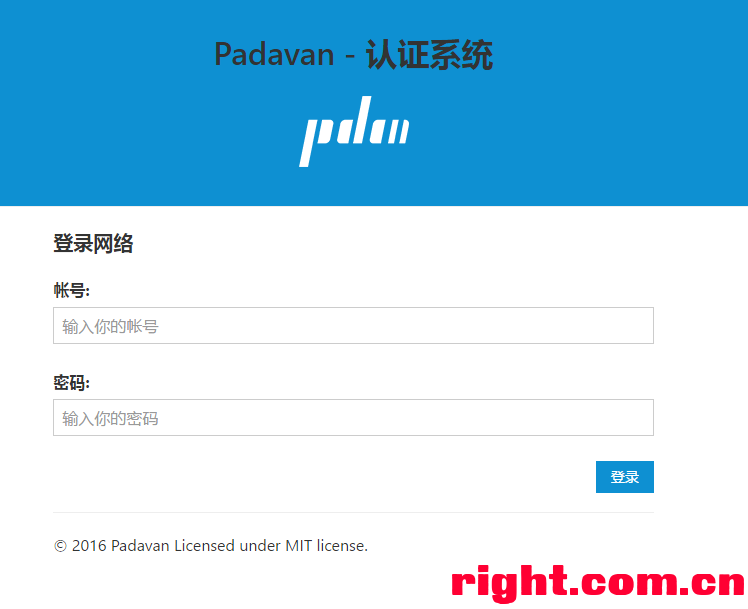 Padavan - 认证系统
pdan
登录网络
帐号:
输入你的帐号
密码:
输入你的密码
登录
© 2016 Padavan Licensed under MIT license.
right.com.cn